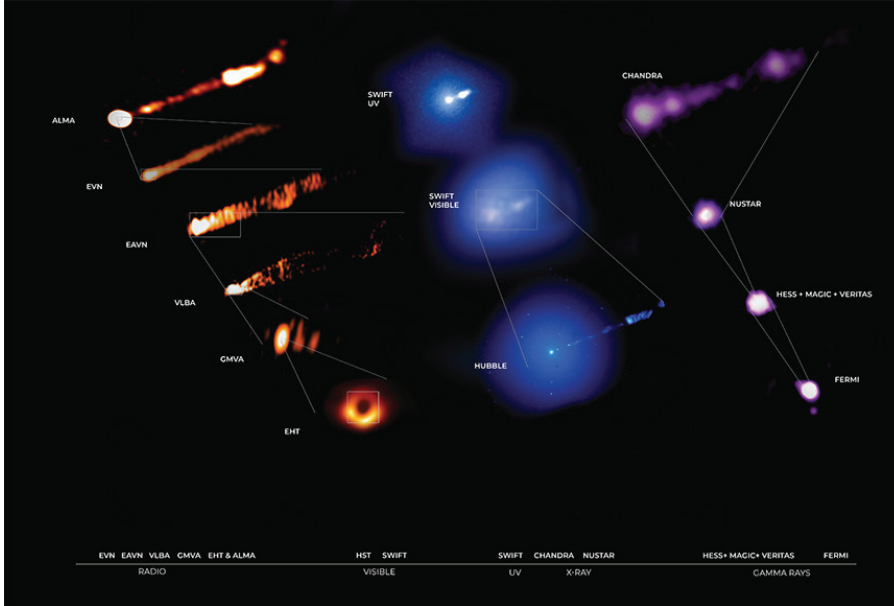 ALMA
EVN
EAVN
VLBA
GMVA
EHT
SWIFT
UV
SWIFT
VISIBLE
HUBBLE
CHANDRA
NUSTAR
HESS + MAGIC + VERITAS
FERMI
EVN EAVN VLBA GMVA EHT & ALMA HST SWIFT SWIFT CHANDRA NUSTAR HESS+ MAGIC+ VERITAS FERMI
RADIO VISIBLE UV X-RAY GAMMA RAYS